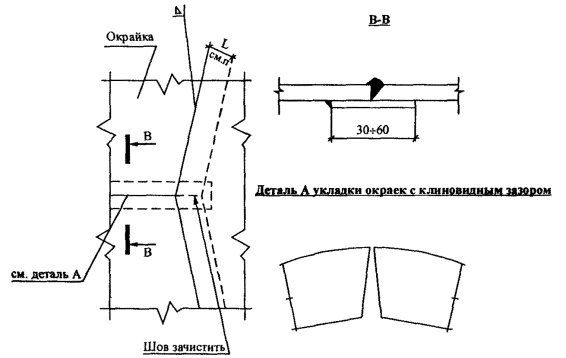 В-В
Окрайка
L
см.п
В
30÷60
Деталь А укладки окраек с клиновидным зазором
В
см. деталь А
Шов зачистить